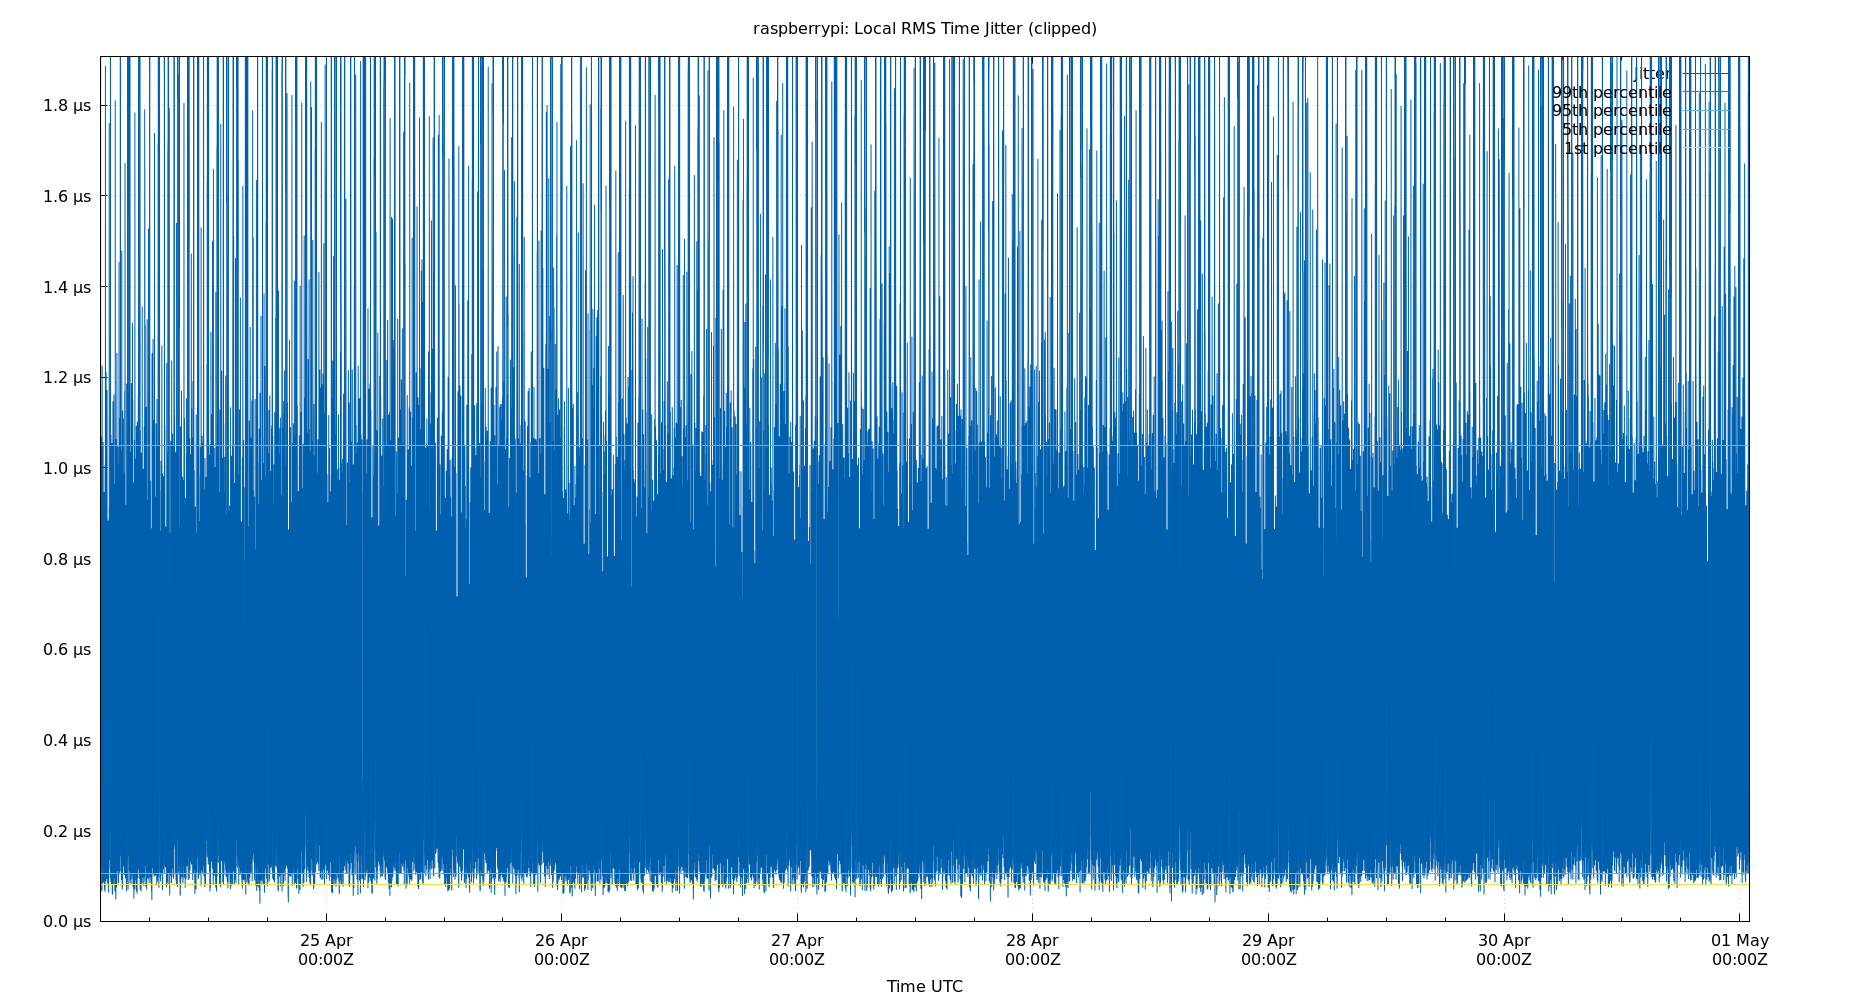 raspberrypi: Local RMS Time Jitter (clipped)
jitter
99th percentile
95th percentile
5th percentile
1st percentile
1.8 µs
1.6 µs
1.4 µs
1.2 µs
1.0 µs
0.8 µs
0.6 µs
0.4 µs
0.2 µs
0.0 µs
25 Apr 26 Apr 27 Apr 28 Apr 29 Apr 30 Apr 01 May
00:00Z 00:00Z 00:00Z 00:00Z 00:00Z 00:00Z 00:00Z
Time UTC